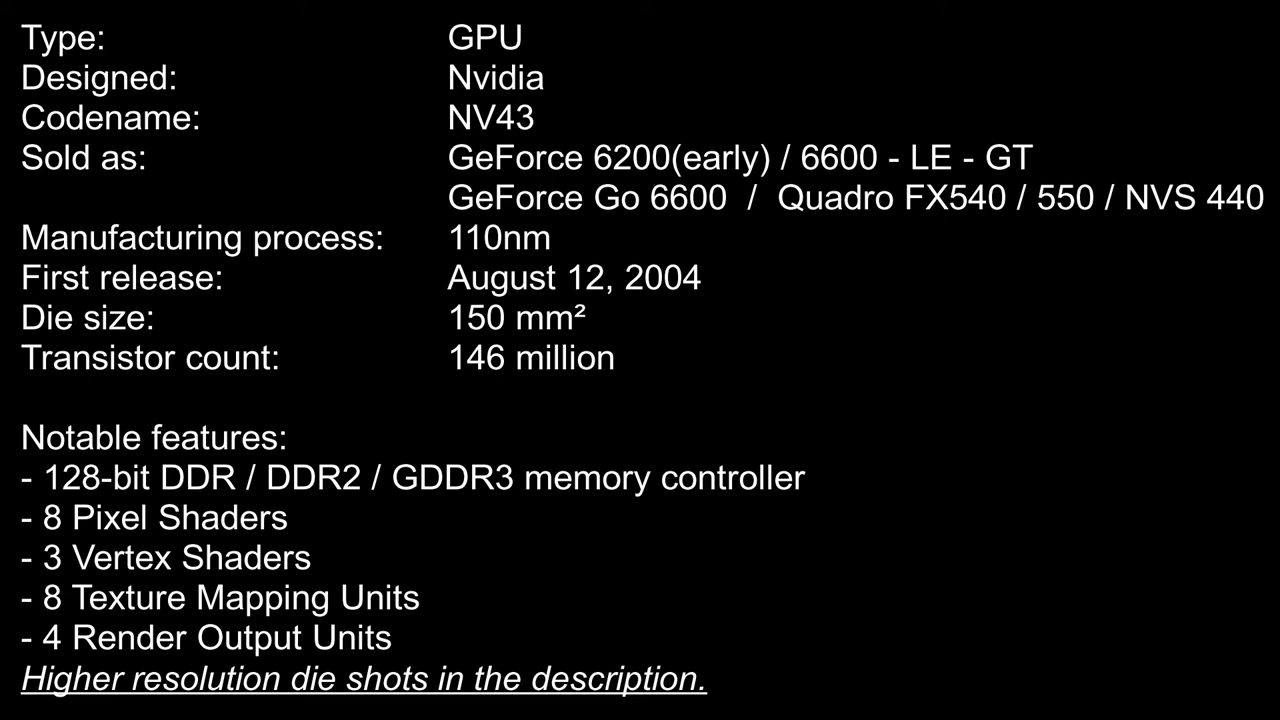 Type: GPU
Designed: Nvidia
Codename: NV43
Sold as: GeForce 6200(early) / 6600 - LE - GT
GeForce Go 6600 / Quadro FX540 / 550 / NVS 440
Manufacturing process: 110nm
First release: August 12, 2004
Die size: 150 mm²
Transistor count: 146 million
Notable features:
- 128-bit DDR / DDR2 / GDDR3 memory controller
- 8 Pixel Shaders
- 3 Vertex Shaders
- 8 Texture Mapping Units
- 4 Render Output Units
Higher resolution die shots in the description.